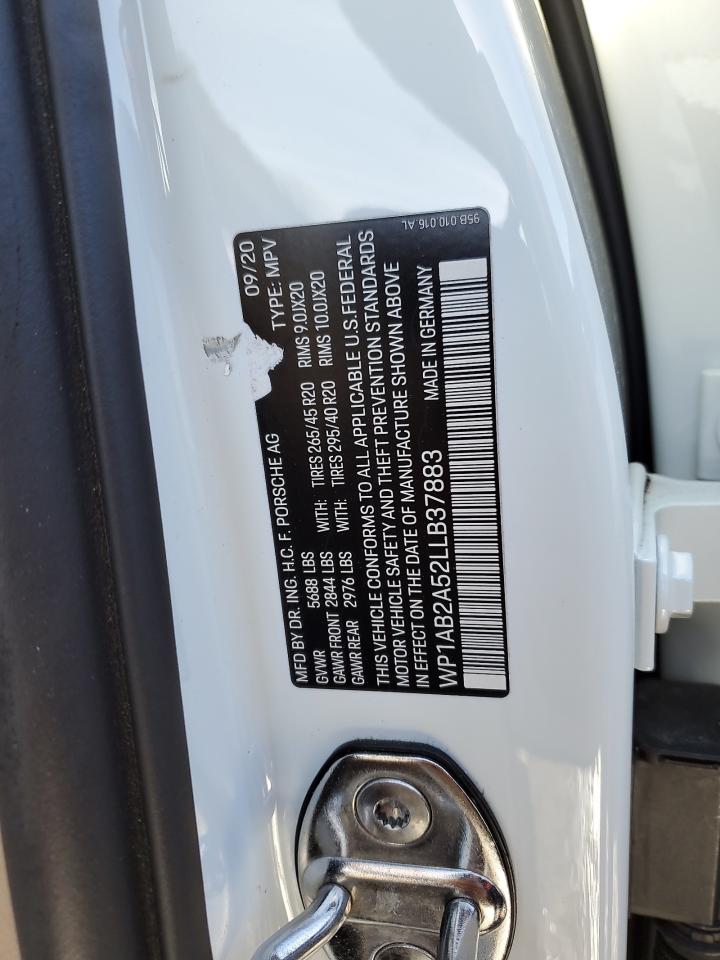 MFD BY DR. ING. H.C. F. PORSCHE AG 09/20
GVWR 5688 LBS TYPE: MPV
GAWR FRONT 2844 LBS WITH: TIRES 265/45 R20 RIMS 9.0JX20
GAWR REAR 2976 LBS WITH: TIRES 295/40 R20 RIMS 10.0JX20
THIS VEHICLE CONFORMS TO ALL APPLICABLE U.S. FEDERAL
MOTOR VEHICLE SAFETY AND THEFT PREVENTION STANDARDS
IN EFFECT ON THE DATE OF MANUFACTURE SHOWN ABOVE
WP1AB2A52LLB37883 MADE IN GERMANY
95B.010.016.AL